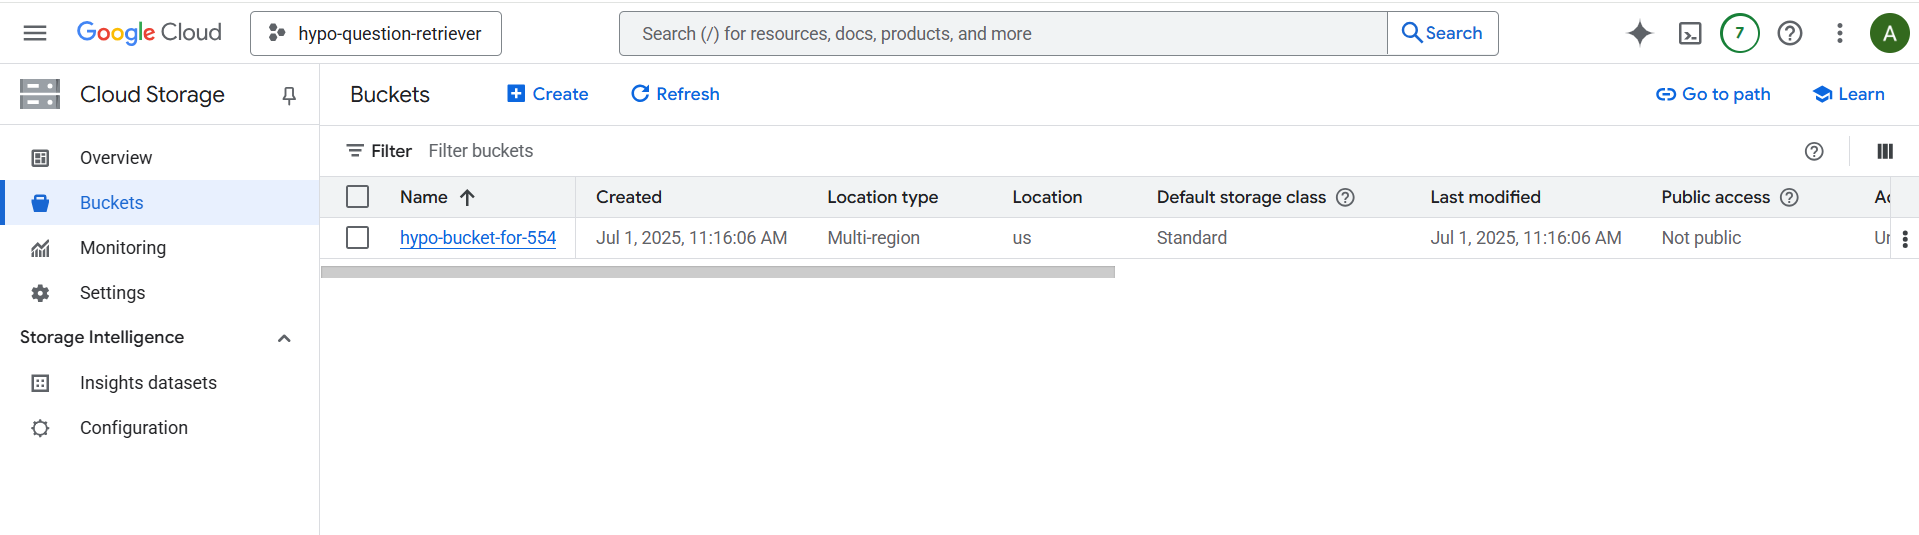 Google Cloud hypo-question-retriever Search (/) for resources, docs, products, and more Search 7 A
Cloud Storage
Buckets Create Refresh Go to path Learn
Overview
Buckets
Monitoring
Settings
Storage Intelligence
Insights datasets
Configuration
Filter Filter buckets
Name Created Location type Location Default storage class Last modified Public access
hypo-bucket-for-554 Jul 1, 2025, 11:16:06 AM Multi-region us Standard Jul 1, 2025, 11:16:06 AM Not public